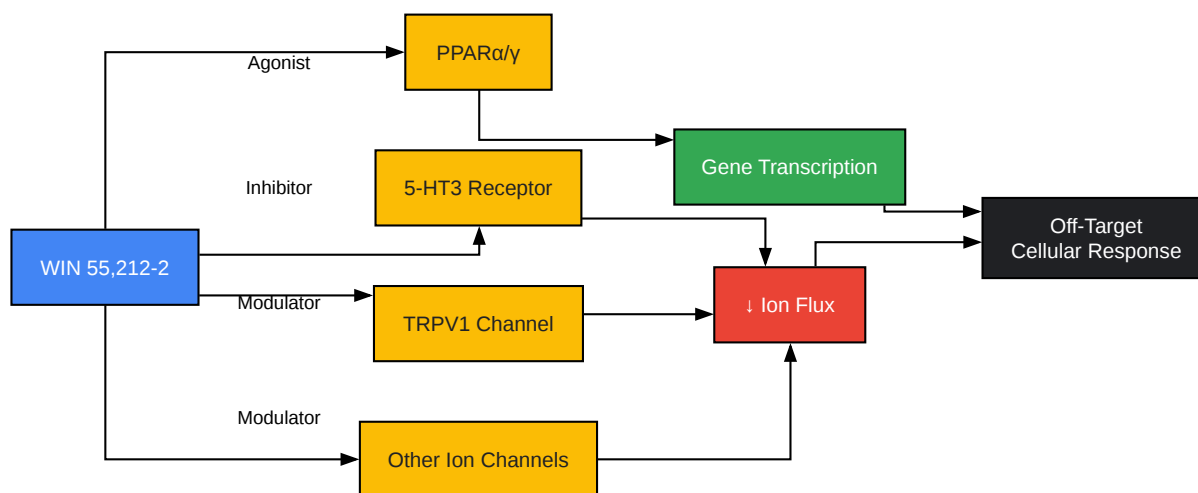 PPARα/γ
Agonist
Gene Transcription
Inhibitor
5-HT3 Receptor
Off-Target
Cellular Response
WIN 55,212-2
Modulator
↓ Ion Flux
TRPV1 Channel
Modulator
Other Ion Channels